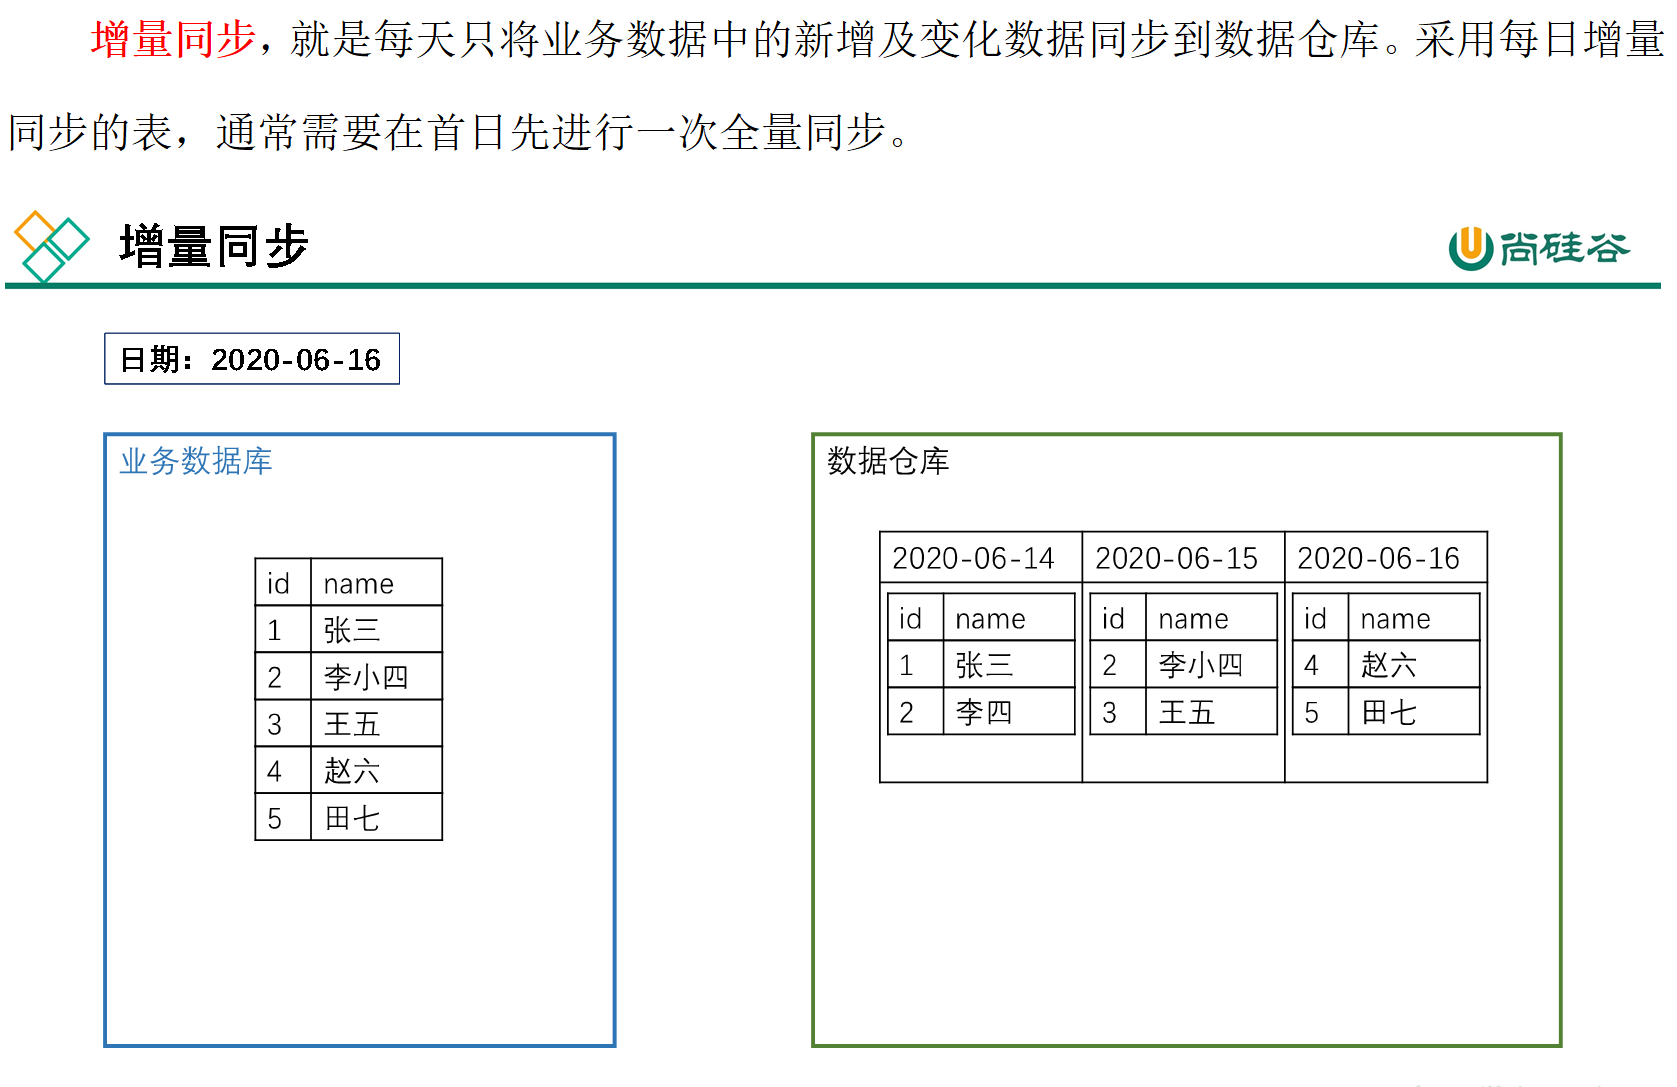 增量同步，就是每天只将业务数据中的新增及变化数据同步到数据仓库。采用每日增量
同步的表，通常需要在首日先进行一次全量同步。
增量同步
尚硅谷
日期：2020-06-16
业务数据库
id name
1 张三
2 李小四
3 王五
4 赵六
5 田七
数据仓库
2020-06-14 2020-06-15 2020-06-16
id name id name id name
1 张三 2 李小四 4 赵六
2 李四 3 王五 5 田七